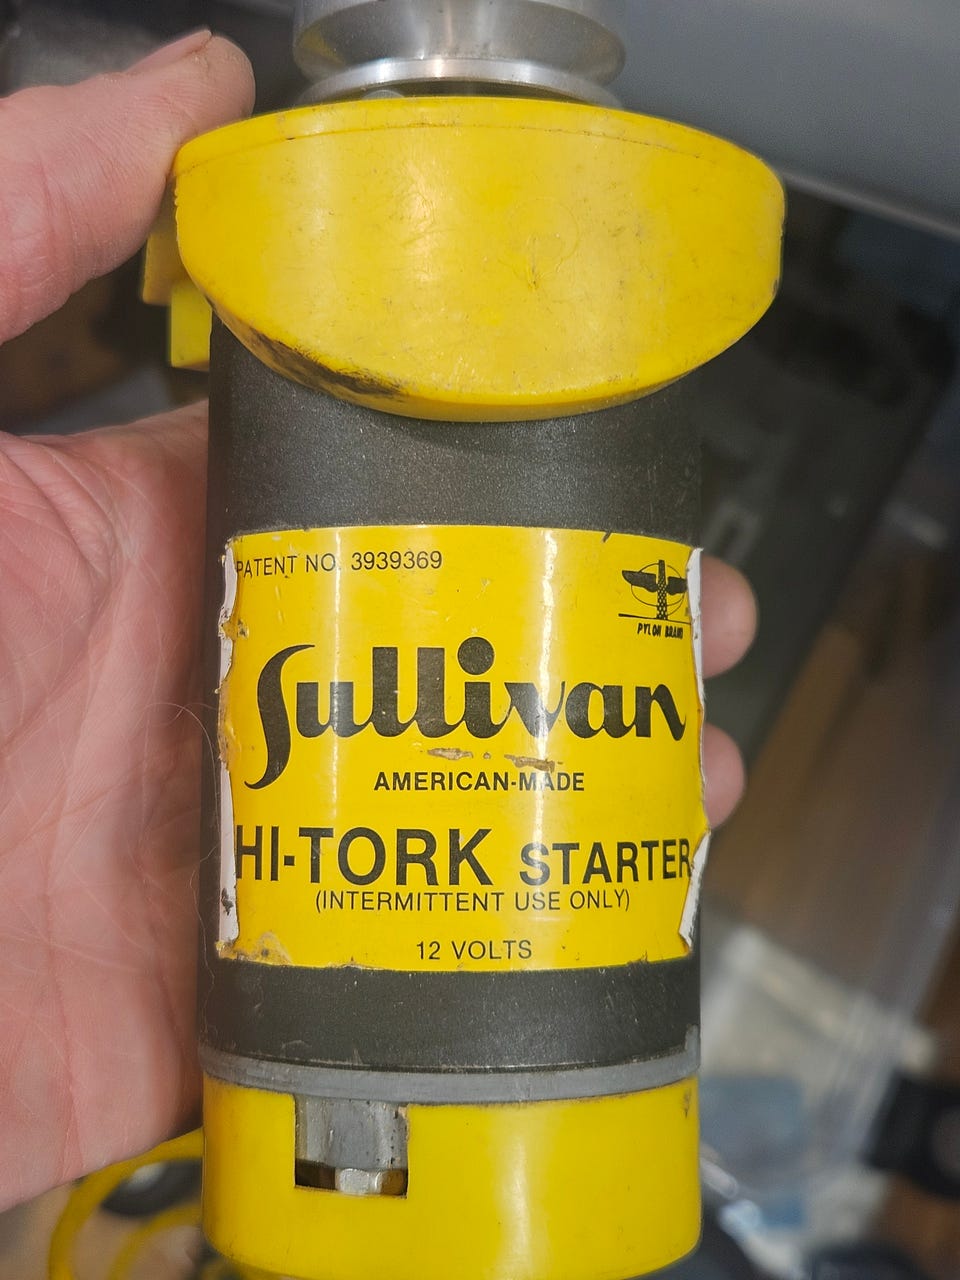 PATENT NO. 3939369
PYLON BRAND
Sullivan
AMERICAN-MADE
HI-TORK STARTER
(INTERMITTENT USE ONLY)
12 VOLTS